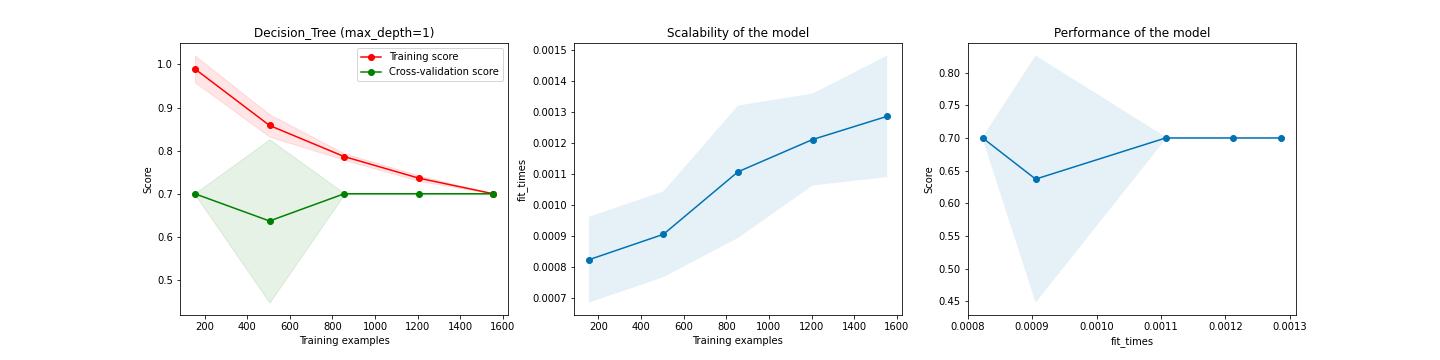 Decision_Tree (max_depth=1)
Training score
Cross-validation score
1.0
0.9
0.8
0.7
0.6
0.5
Score
200 400 600 800 1000 1200 1400 1600
Training examples
Scalability of the model
0.0015
0.0014
0.0013
0.0012
0.0011
0.0010
0.0009
0.0008
0.0007
fit_times
200 400 600 800 1000 1200 1400 1600
Training examples
Performance of the model
0.80
0.75
0.70
0.65
0.60
0.55
0.50
0.45
Score
0.0008 0.0009 0.0010 0.0011 0.0012 0.0013
fit_times